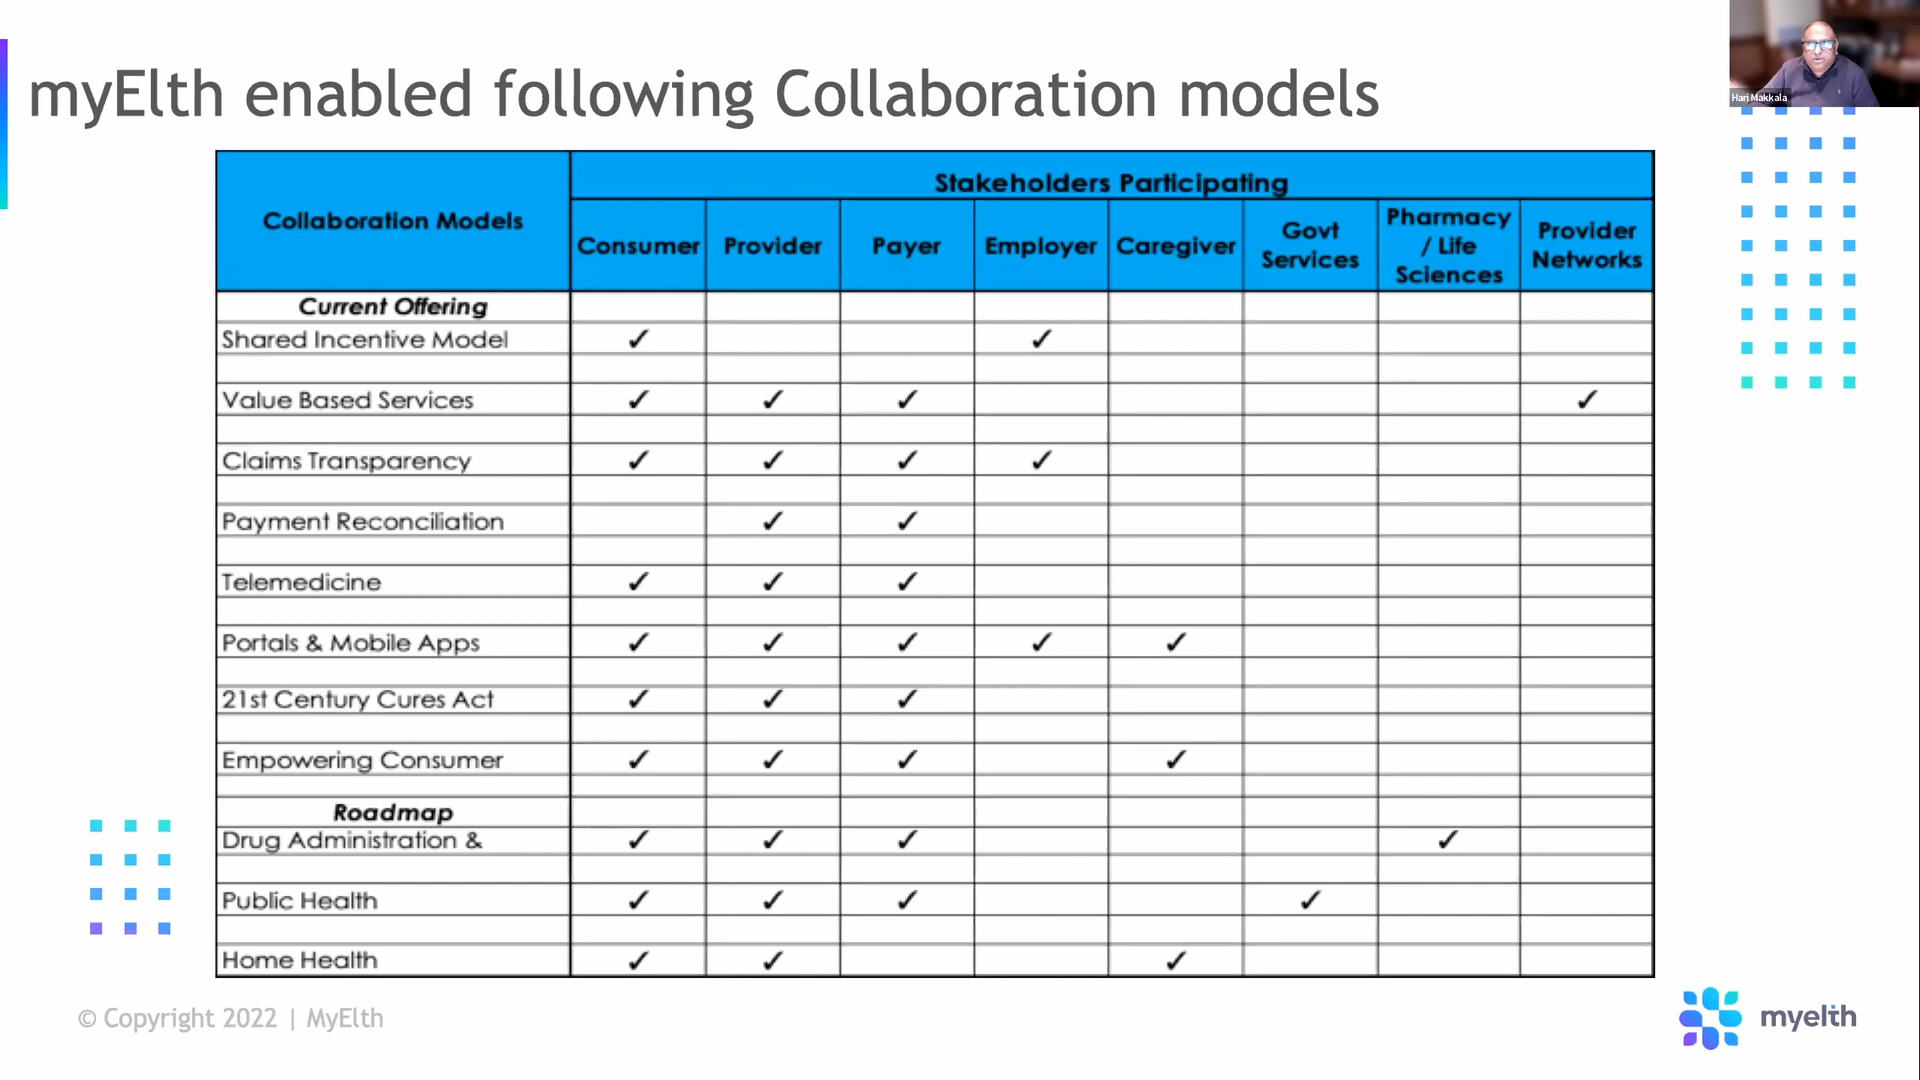 myElth enabled following Collaboration models
Hari Makkala
Collaboration Models
Stakeholders Participating
Consumer
Provider
Payer
Employer
Caregiver
Govt
Services
Pharmacy
/ Life
Sciences
Provider
Networks
Current Offering
Shared Incentive Model ✓ ✓
Value Based Services ✓ ✓ ✓ ✓
Claims Transparency ✓ ✓ ✓ ✓
Payment Reconciliation ✓ ✓
Telemedicine ✓ ✓ ✓
Portals & Mobile Apps ✓ ✓ ✓ ✓ ✓
21st Century Cures Act ✓ ✓ ✓
Empowering Consumer ✓ ✓ ✓ ✓
Roadmap
Drug Administration & ✓ ✓ ✓ ✓
Public Health ✓ ✓ ✓ ✓
Home Health ✓ ✓ ✓
© Copyright 2022 | MyElth
myelth